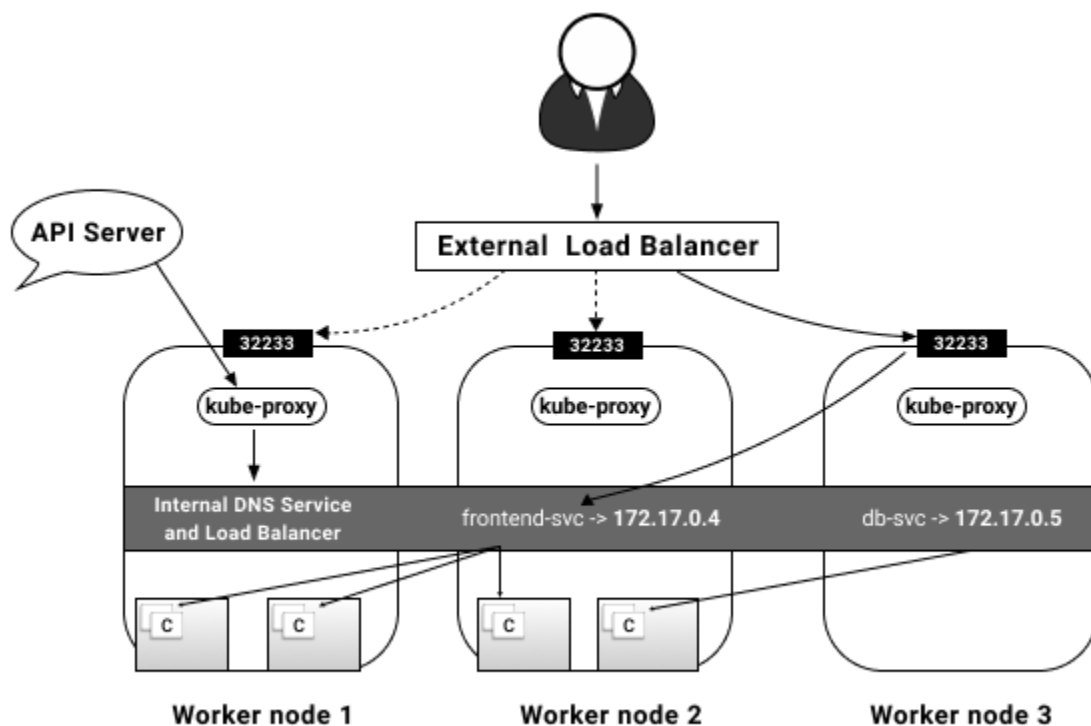 API Server
External Load Balancer
32233
32233
32233
kube-proxy
kube-proxy
kube-proxy
Internal DNS Service
and Load Balancer
frontend-svc -> 172.17.0.4
db-svc -> 172.17.0.5
C
C
C
C
Worker node 1
Worker node 2
Worker node 3